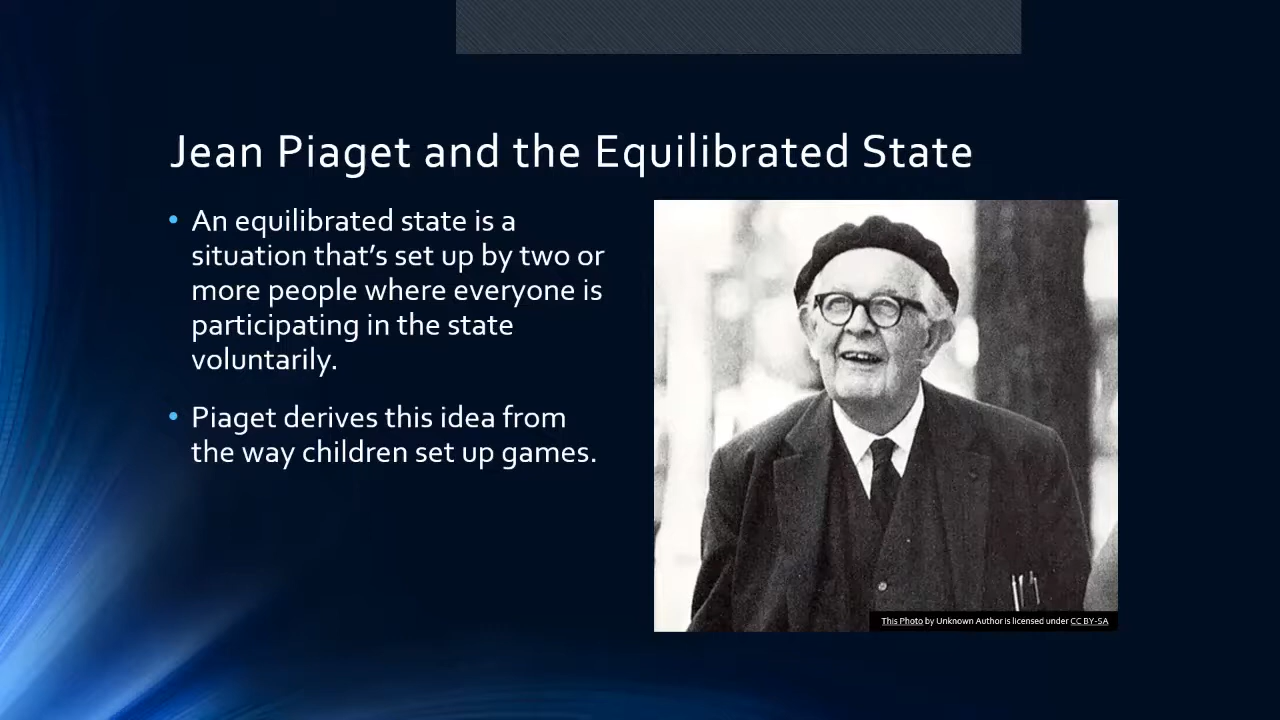 Jean Piaget and the Equilibrated State
• An equilibrated state is a
situation that’s set up by two or
more people where everyone is
participating in the state
voluntarily.
• Piaget derives this idea from
the way children set up games.
This Photo by Unknown Author is licensed under CC BY-SA